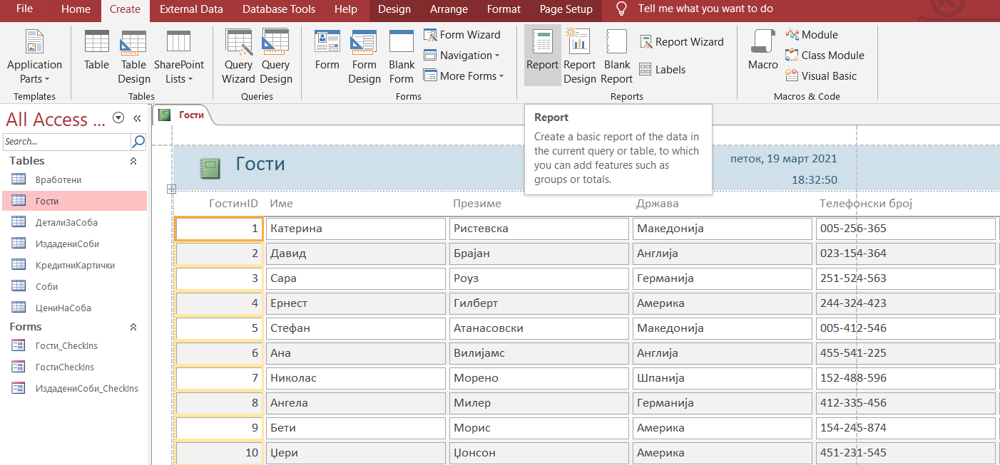 File Home Create External Data Database Tools Help Design Arrange Format Page Setup Tell me what you want to do
Application Parts
Templates
Table
Table Design
SharePoint Lists
Tables
Query Wizard
Query Design
Queries
Form
Form Design
Blank Form
Form Wizard
Navigation
More Forms
Forms
Report
Report Design
Blank Report
Report Wizard
Labels
Reports
Macro
Module
Class Module
Visual Basic
Macros & Code
All Access ...
Search...
Tables
Вработени
Гости
ДеталиЗаСоба
ИздадениСоби
КредитниКартички
Соби
ЦениНаСоба
Forms
Гости_CheckIns
ГостиCheckIns
ИздадениСоби_CheckIns
Гости
Report
Create a basic report of the data in
the current query or table, to which
you can add features such as
groups or totals.
Гости
петок, 19 март 2021
18:32:50
ГостинID Име Презиме Држава Телефонски број
1 Катерина Ристевска Македонија 005-256-365
2 Давид Брајан Англија 023-154-364
3 Сара Роуз Германија 251-524-563
4 Ернест Гилберт Америка 244-324-423
5 Стефан Атанасовски Македонија 005-412-546
6 Ана Вилијамс Англија 455-541-225
7 Николас Морено Шпанија 152-488-596
8 Ангела Милер Германија 412-335-456
9 Бети Морис Америка 154-245-874
10 Џери Џонсон Америка 451-231-545